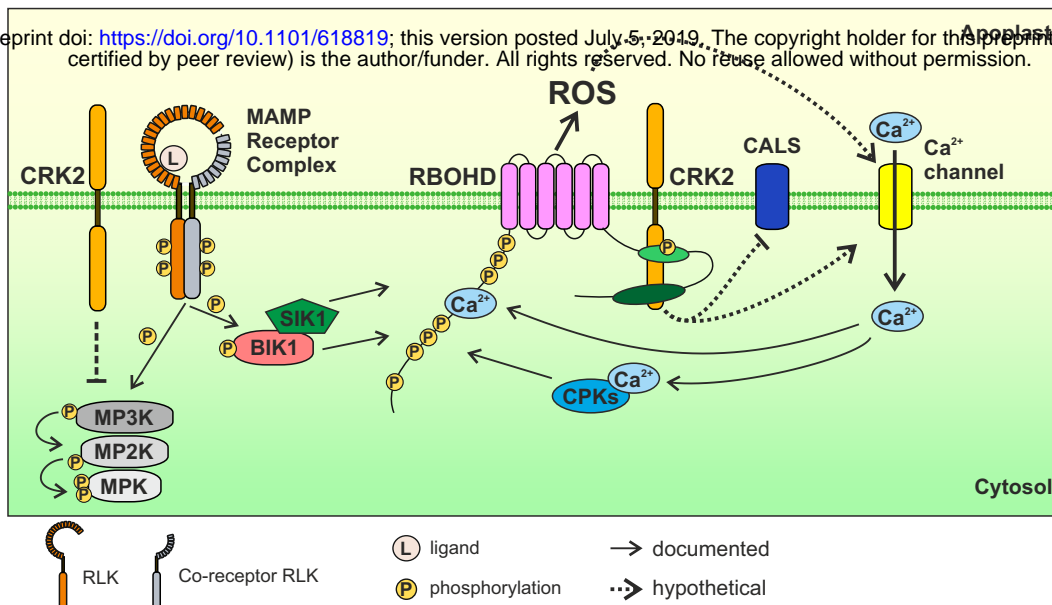 eprint doi: https://doi.org/10.1101/618819; this version posted July 5, 2019. The copyright holder for this preprint
certified by peer review) is the author/funder. All rights reserved. No reuse allowed without permission.
Apoplast
ROS
MAMP
Receptor
Complex
L
CRK2
RBOHD
CRK2
CALS
Ca2+
Ca2+
channel
P
P
P
P
P
P
P
P
P
P
SIK1
BIK1
P
Ca2+
P
P
P
P
Ca2+
Ca2+
CPKs
P
MP3K
P
MP2K
P
P
MPK
P
Cytosol
RLK
Co-receptor RLK
L ligand
P phosphorylation
documented
hypothetical